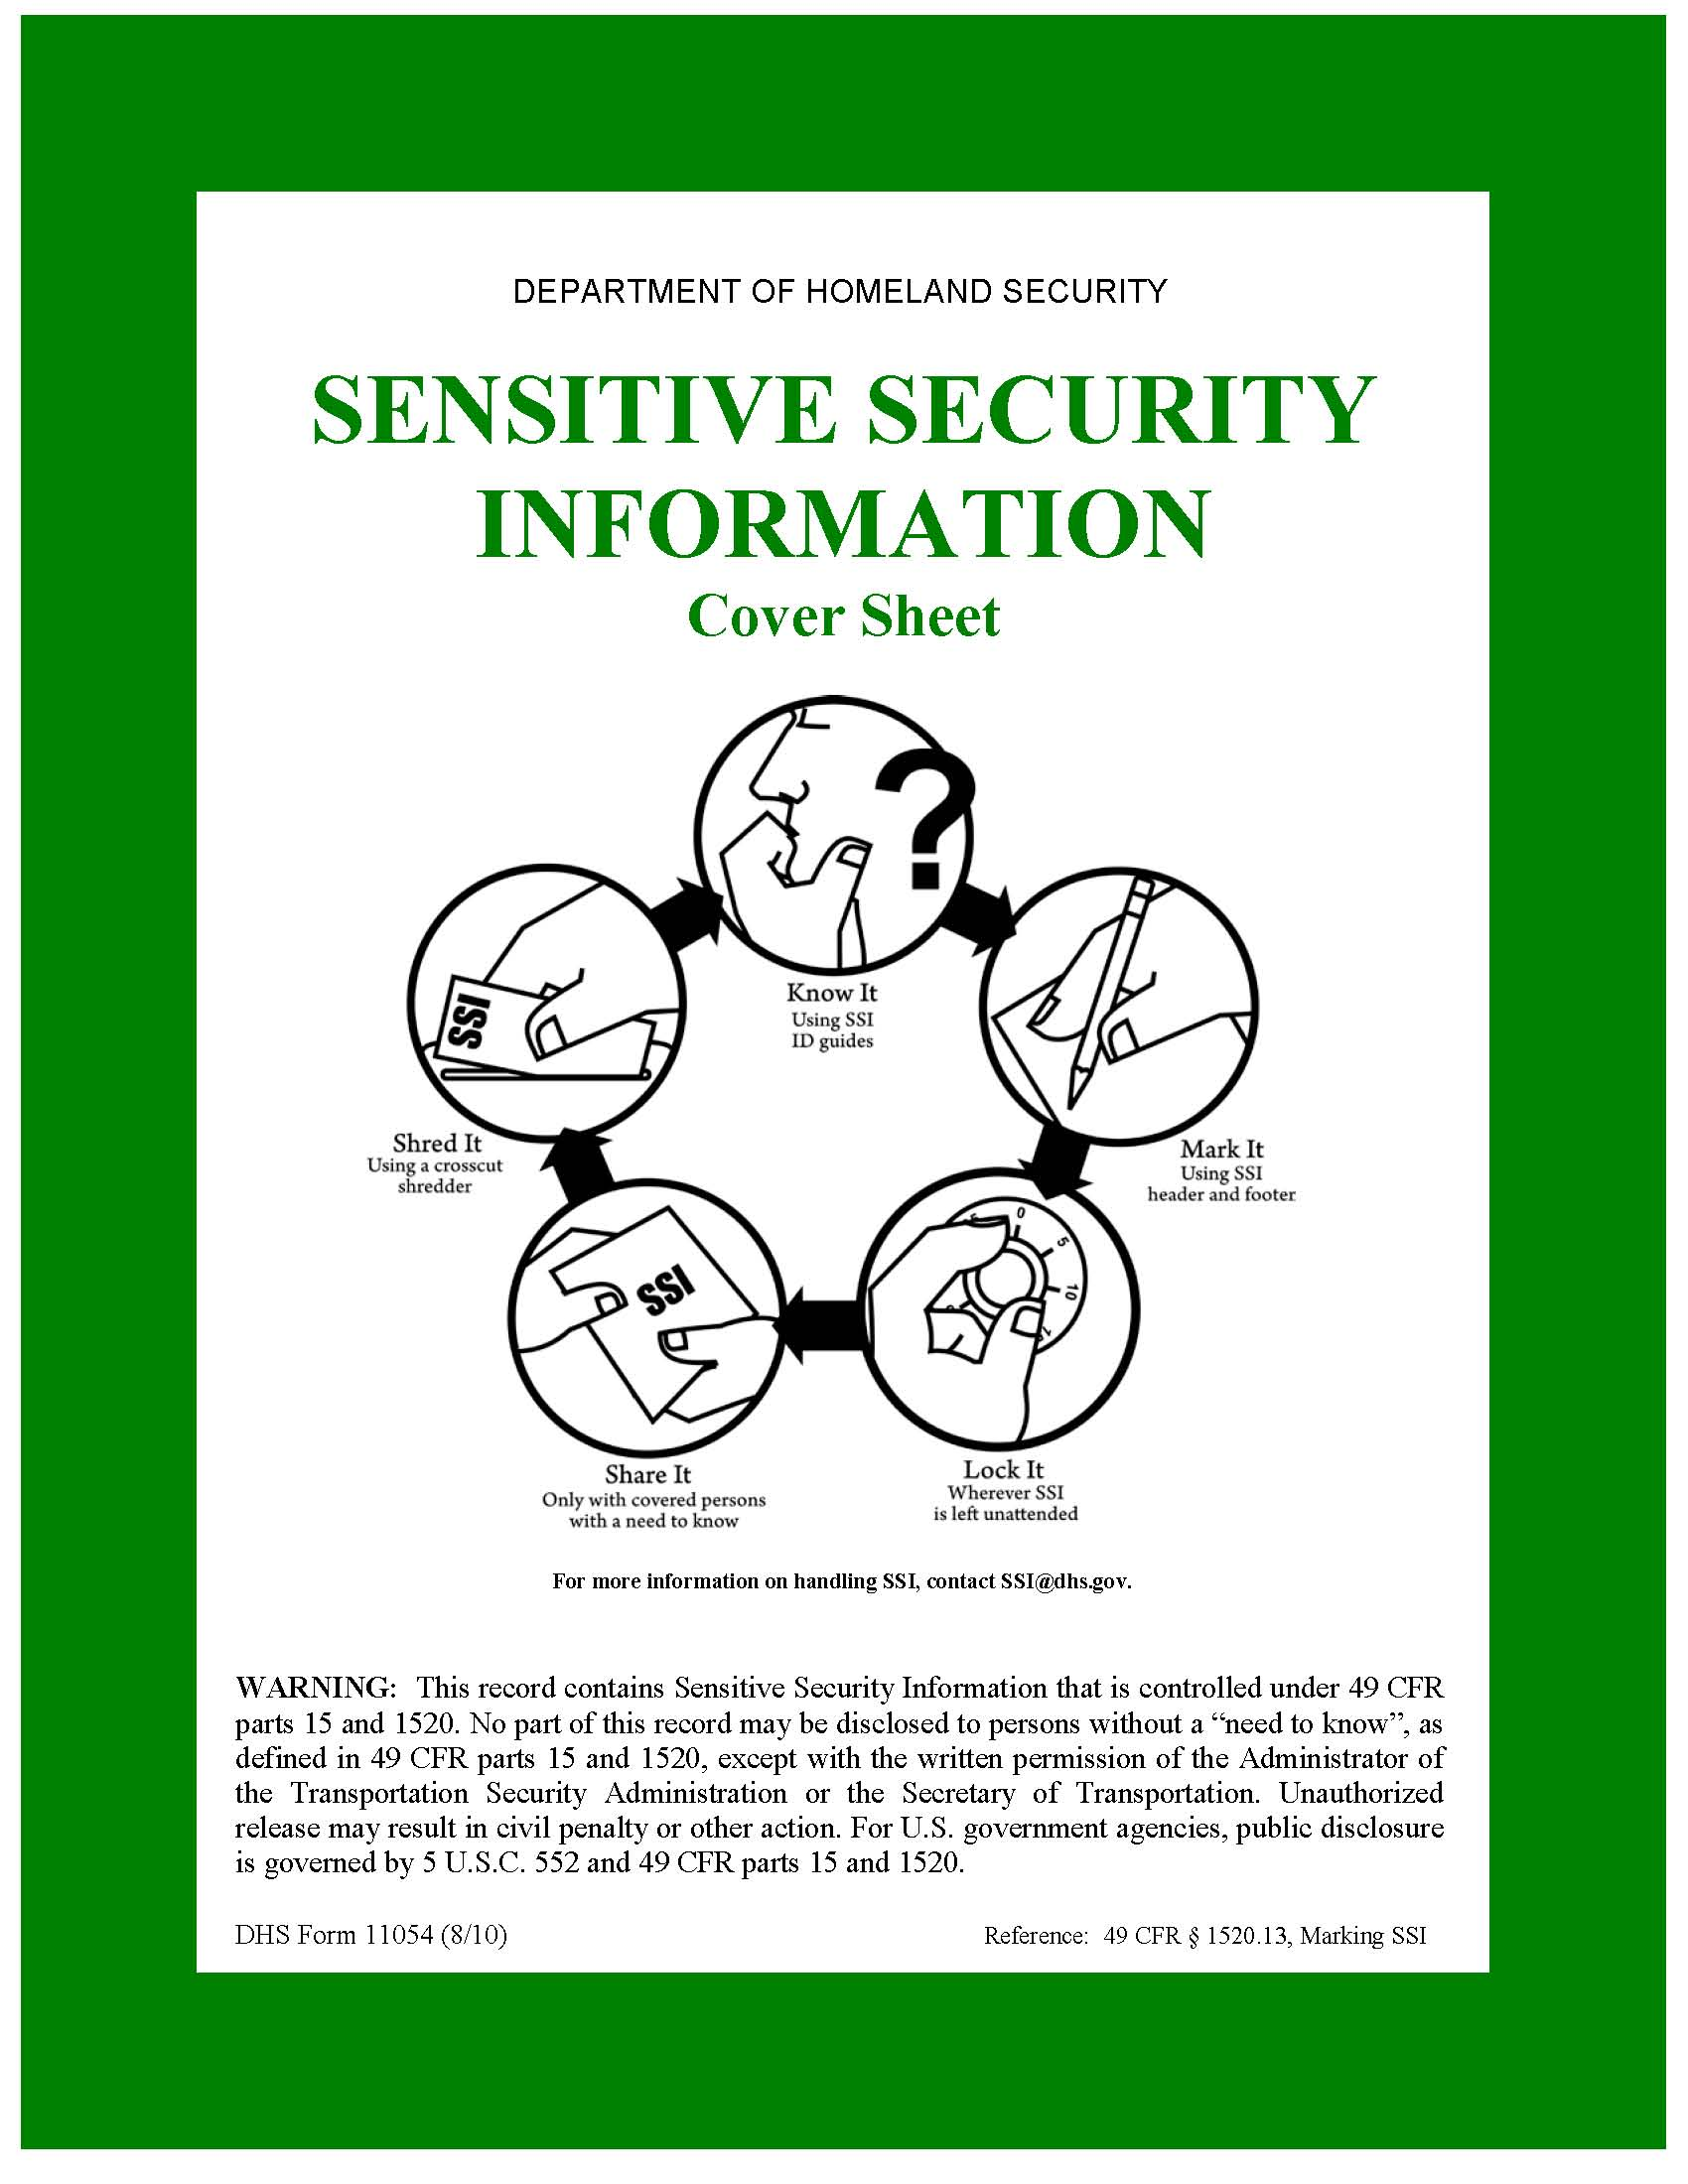 DEPARTMENT OF HOMELAND SECURITY
SENSITIVE SECURITY
INFORMATION
Cover Sheet
?
Know It
Using SSI
ID guides
SSI
Shred It
Using a crosscut
shredder
Mark It
Using SSI
header and footer
0
5
10
SSI
Share It
Only with covered persons
with a need to know
Lock It
Wherever SSI
is left unattended
For more information on handling SSI, contact SSI@dhs.gov.
WARNING: This record contains Sensitive Security Information that is controlled under 49 CFR
parts 15 and 1520. No part of this record may be disclosed to persons without a “need to know”, as
defined in 49 CFR parts 15 and 1520, except with the written permission of the Administrator of
the Transportation Security Administration or the Secretary of Transportation. Unauthorized
release may result in civil penalty or other action. For U.S. government agencies, public disclosure
is governed by 5 U.S.C. 552 and 49 CFR parts 15 and 1520.
DHS Form 11054 (8/10)
Reference: 49 CFR § 1520.13, Marking SSI